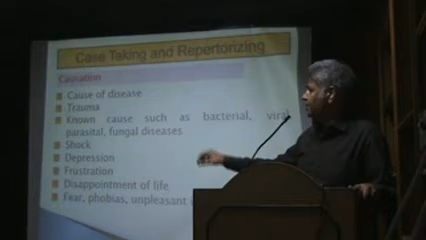 Case Taking and Repertorizing
Causation
Cause of disease
Trauma
Known cause such as bacterial, viral
parasital, fungal diseases
Shock
Depression
Frustration
Disappointment of life
Fear, phobias, unpleasant